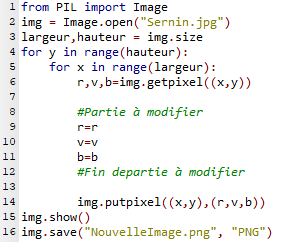 1 from PIL import Image
2 img = Image.open("Sernin.jpg")
3 largeur,hauteur = img.size
4 for y in range(hauteur):
5     for x in range(largeur):
6         r,v,b=img.getpixel((x,y))
7
8         #Partie à modifier
9         r=r
10         v=v
11         b=b
12         #Fin departie à modifier
13
14         img.putpixel((x,y),(r,v,b))
15 img.show()
16 img.save("NouvelleImage.png", "PNG")